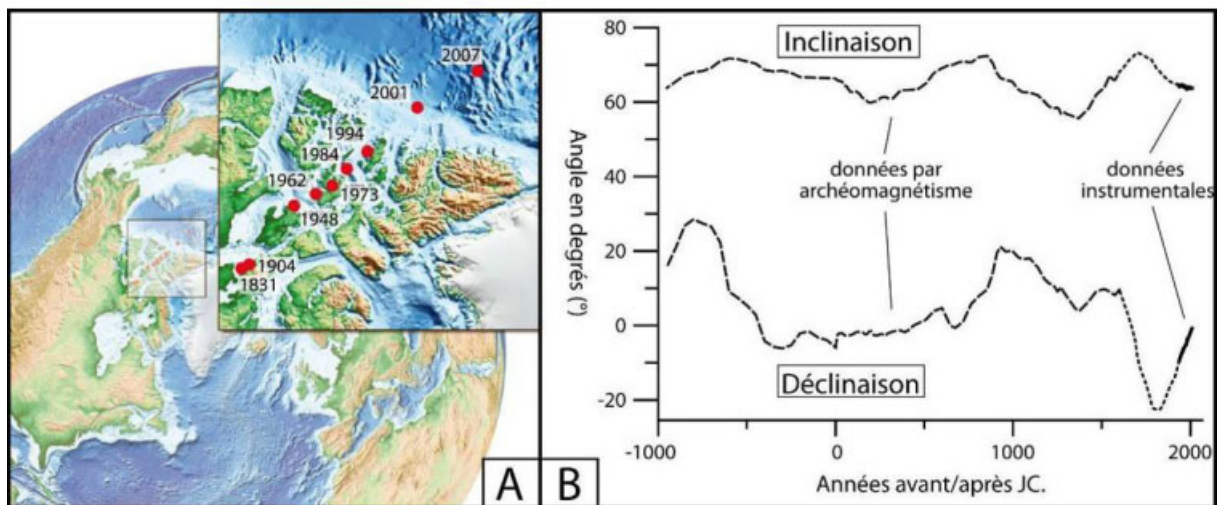 2007
2001
1994
1984
1962
1973
1948
1904
1831
A
B
80
60
40
20
0
-20
Angle en degrés (°)
Inclinaison
données par
archéomagnétisme
données
instrumentales
Déclinaison
-1000
0
1000
2000
Années avant/après JC.